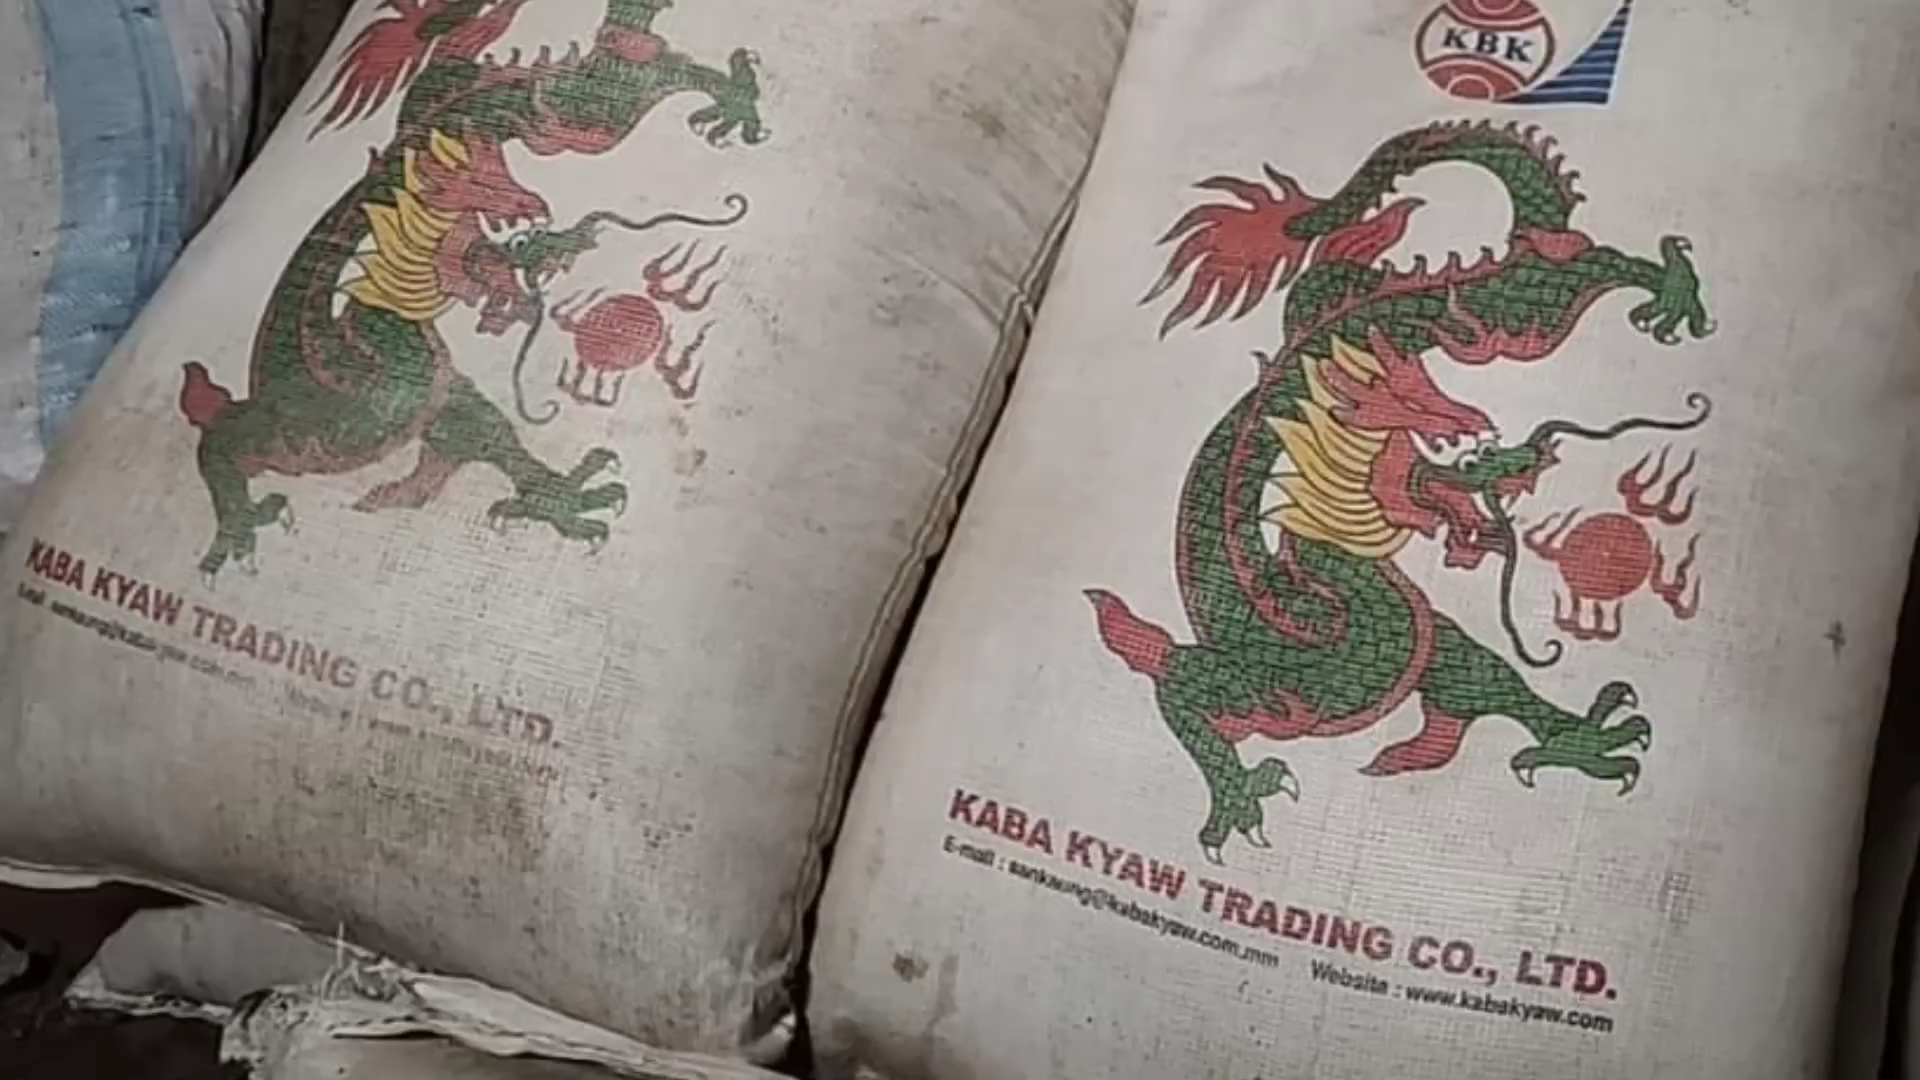 KBK
KABA KYAW TRADING CO., LTD.
KABA KYAW TRADING CO., LTD.
E-mail : sankaung@kabakyaw.com.mm Website : www.kabakyaw.com